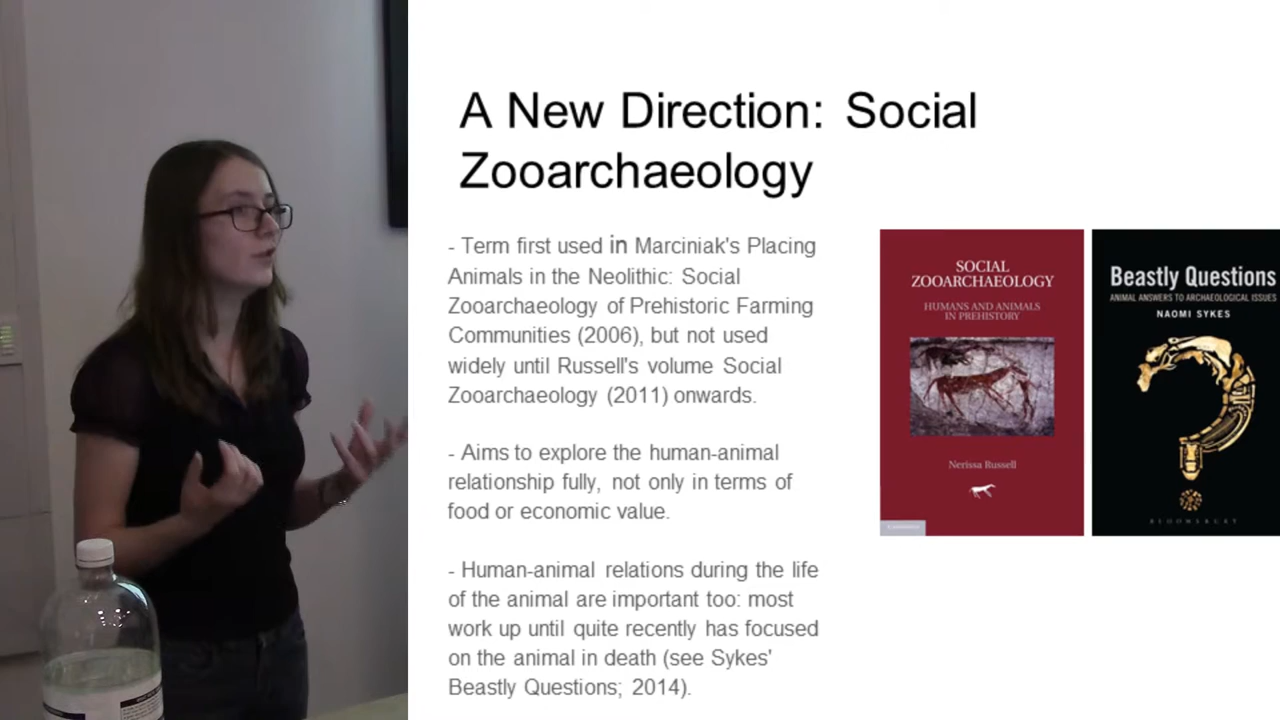 A New Direction: Social
Zooarchaeology
- Term first used in Marciniak's Placing
Animals in the Neolithic: Social
Zooarchaeology of Prehistoric Farming
Communities (2006), but not used
widely until Russell's volume Social
Zooarchaeology (2011) onwards.
- Aims to explore the human-animal
relationship fully, not only in terms of
food or economic value.
- Human-animal relations during the life
of the animal are important too: most
work up until quite recently has focused
on the animal in death (see Sykes'
Beastly Questions; 2014).
SOCIAL
ZOOARCHAEOLOGY
HUMANS AND ANIMALS
IN PREHISTORY
Nerissa Russell
Beastly Questions
ANIMAL ANSWERS TO ARCHAEOLOGICAL ISSUES
NAOMI SYKES
BLOOMSBURY